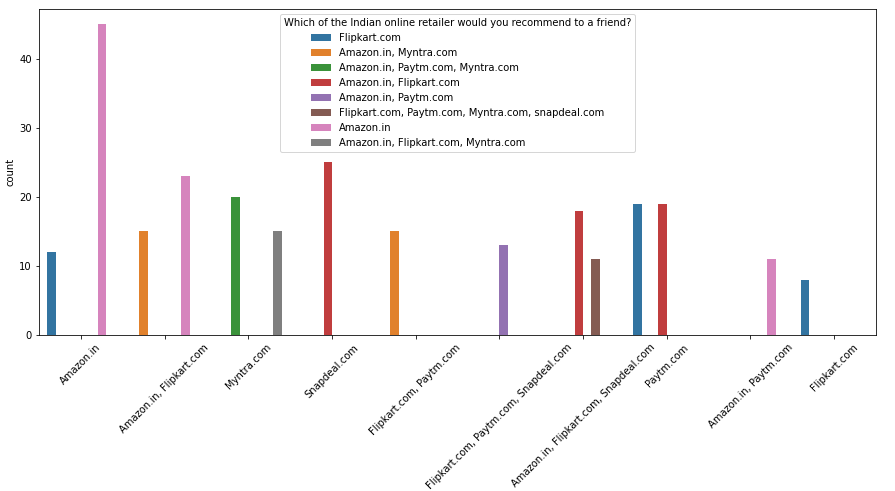 Which of the Indian online retailer would you recommend to a friend?
Flipkart.com
Amazon.in, Myntra.com
Amazon.in, Paytm.com, Myntra.com
Amazon.in, Flipkart.com
Amazon.in, Paytm.com
Flipkart.com, Paytm.com, Myntra.com, snapdeal.com
Amazon.in
Amazon.in, Flipkart.com, Myntra.com
count
40
30
20
10
0
Amazon.in
Amazon.in, Flipkart.com
Myntra.com
Snapdeal.com
Flipkart.com, Paytm.com
Flipkart.com, Paytm.com, Snapdeal.com
Amazon.in, Flipkart.com, Snapdeal.com
Paytm.com
Amazon.in, Paytm.com
Flipkart.com